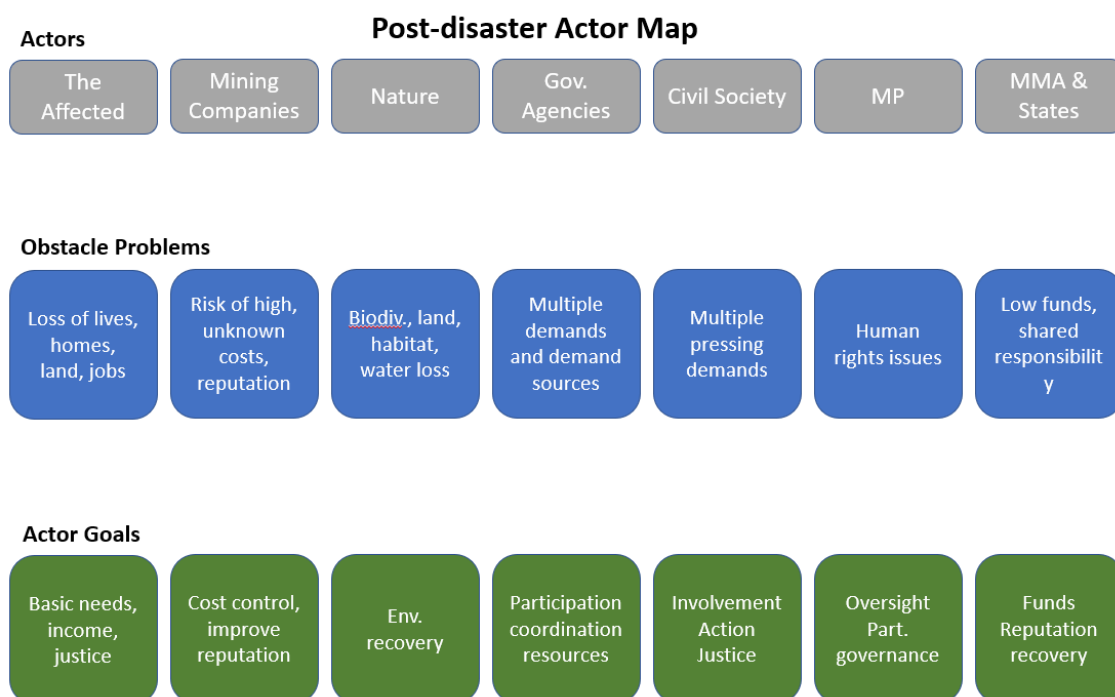 Post-disaster Actor Map
Actors
The
Affected
Mining
Companies
Nature
Gov.
Agencies
Civil Society
MP
MMA &
States
Obstacle Problems
Loss of lives,
homes,
land, jobs
Risk of high,
unknown
costs,
reputation
Biodiv., land,
habitat,
water loss
Multiple
demands
and demand
sources
Multiple
pressing
demands
Human
rights issues
Low funds,
shared
responsibilit
y
Actor Goals
Basic needs,
income,
justice
Cost control,
improve
reputation
Env.
recovery
Participation
coordination
resources
Involvement
Action
Justice
Oversight
Part.
governance
Funds
Reputation
recovery